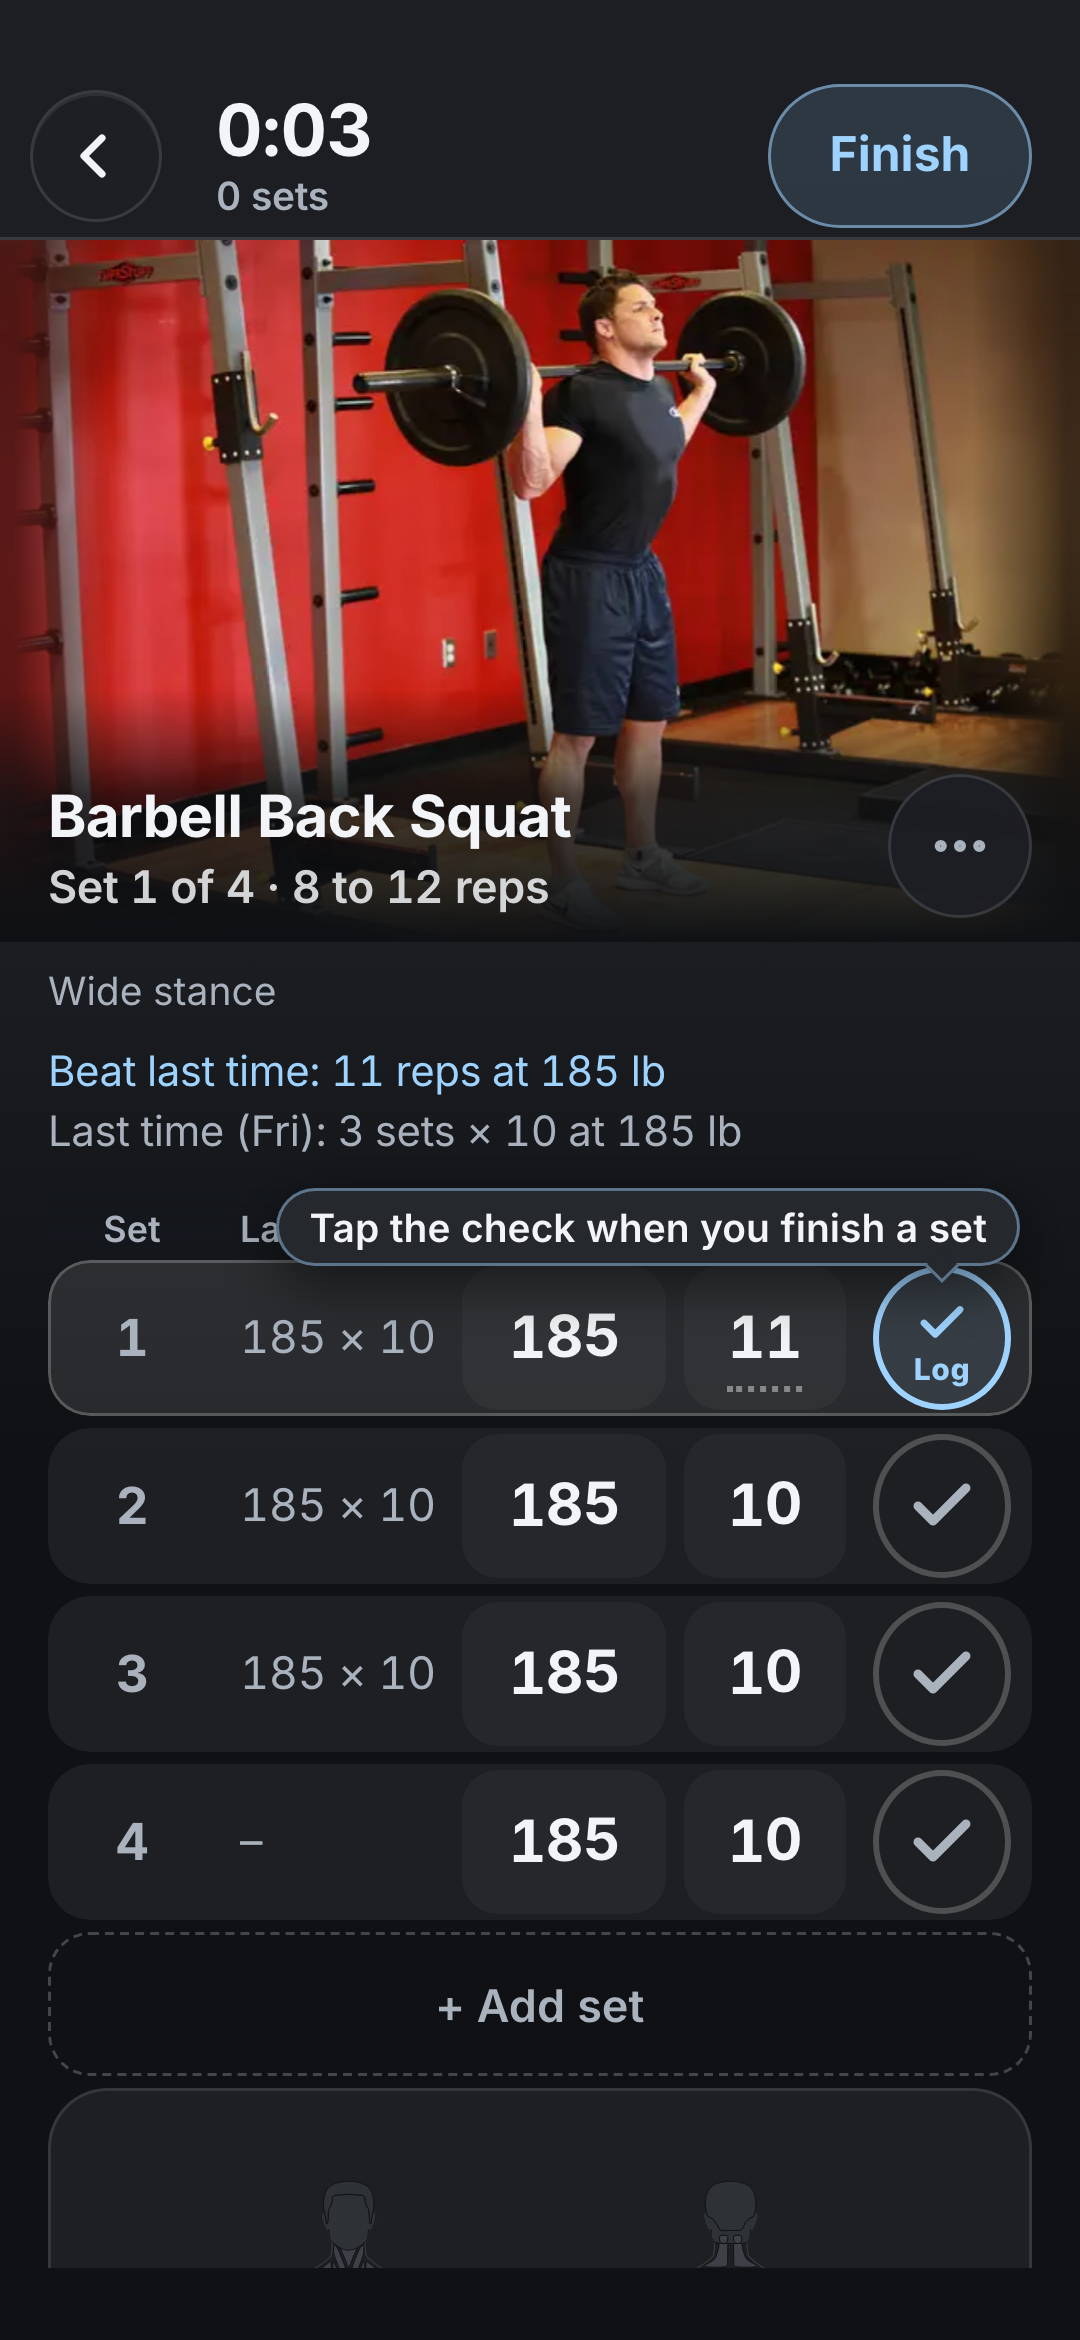 0:03
0 sets
Finish
Barbell Back Squat
Set 1 of 4 · 8 to 12 reps
Wide stance
Beat last time: 11 reps at 185 lb
Last time (Fri): 3 sets × 10 at 185 lb
Tap the check when you finish a set
Set
1 185 × 10 185 11 Log
2 185 × 10 185 10
3 185 × 10 185 10
4 – 185 10
+ Add set